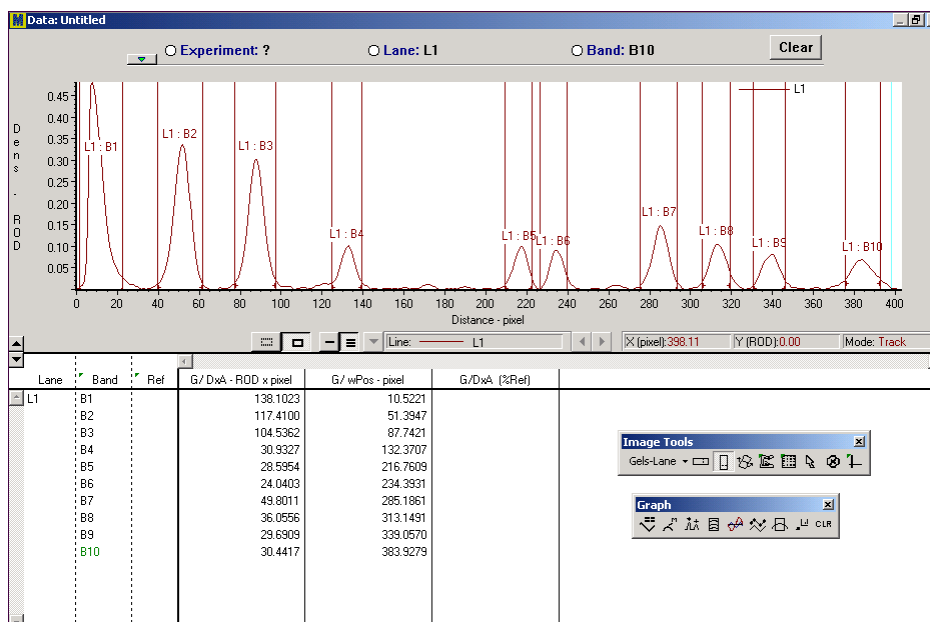 Data: Untitled
Experiment: ? Lane: L1 Band: B10 Clear
Dens - ROD
0.45
0.40
0.35
0.30
0.25
0.20
0.15
0.10
0.05
L1
L1 : B1
L1 : B2
L1 : B3
L1 : B4
L1 : B5
L1 : B6
L1 : B7
L1 : B8
L1 : B9
L1 : B10
0 20 40 60 80 100 120 140 160 180 200 220 240 260 280 300 320 340 360 380 400
Distance - pixel
Line: L1 X (pixel):398.11 Y (ROD):0.00 Mode: Track
Lane Band Ref G/ DxA - ROD x pixel G/ wPos - pixel G/DxA (%Ref)
L1 B1 138.1023 10.5221
B2 117.4100 51.3947
B3 104.5362 87.7421
B4 30.9327 132.3707
B5 28.5954 216.7609
B6 24.0403 234.3931
B7 49.8011 285.1861
B8 36.0556 313.1491
B9 29.6909 339.0570
B10 30.4417 383.9279
Image Tools
Gels-Lane
Graph
CLR